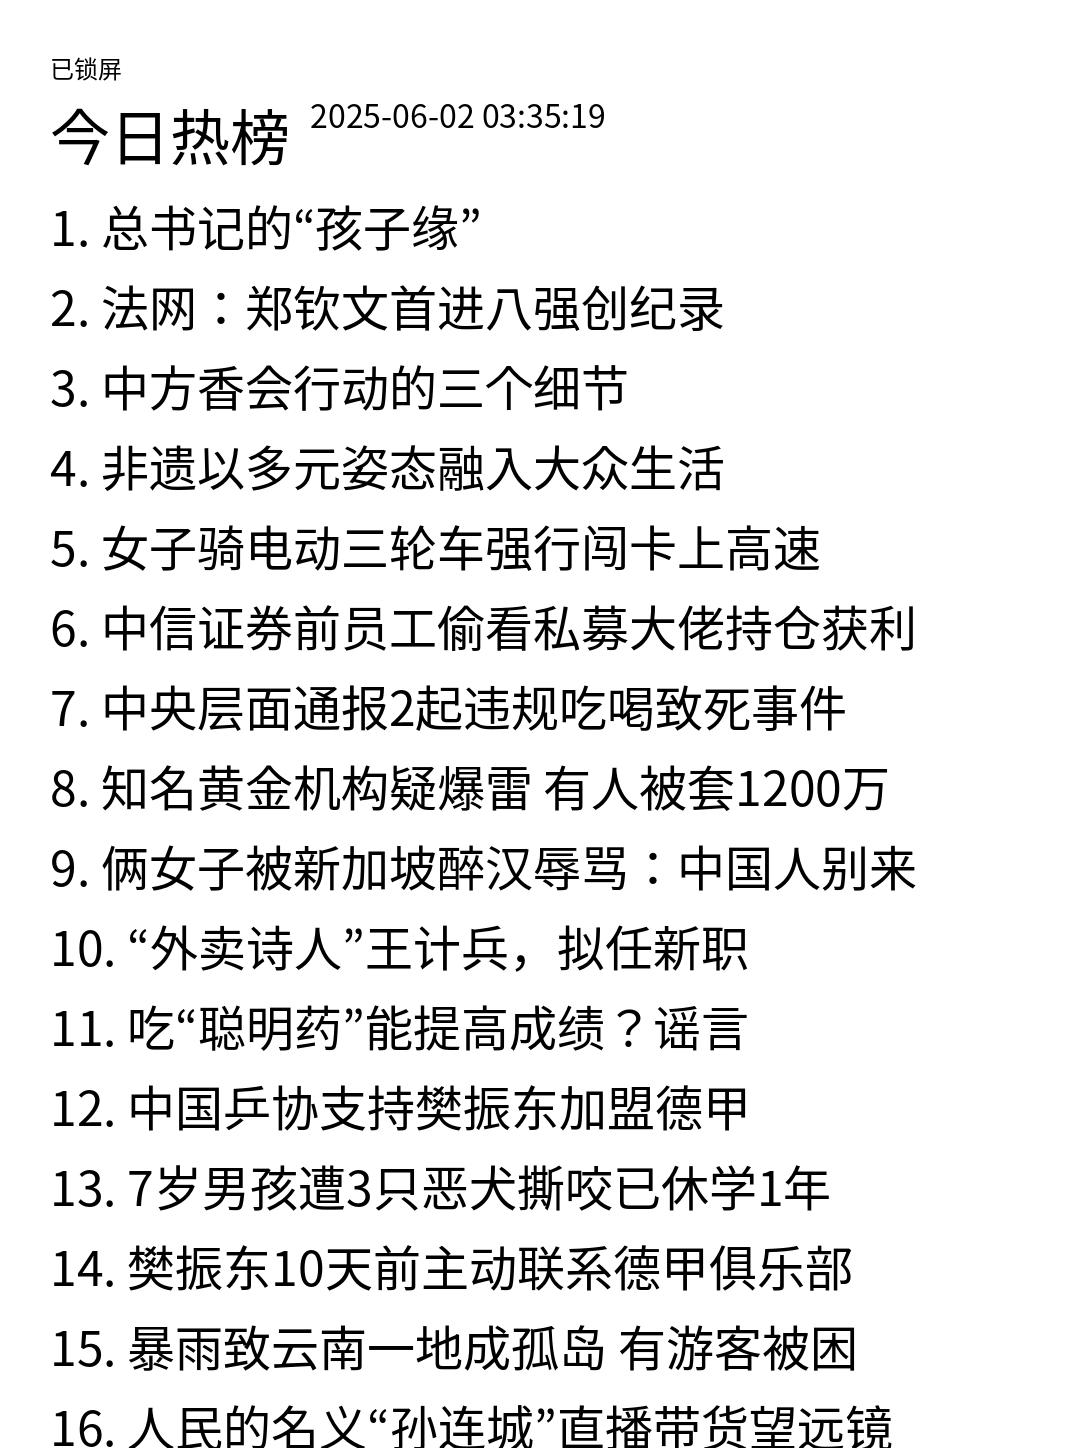 已锁屏
今日热榜 2025-06-02 03:35:19
1. 总书记的“孩子缘”
2. 法网：郑钦文首进八强创纪录
3. 中方香会行动的三个细节
4. 非遗以多元姿态融入大众生活
5. 女子骑电动三轮车强行闯卡上高速
6. 中信证券前员工偷看私募大佬持仓获利
7. 中央层面通报2起违规吃喝致死事件
8. 知名黄金机构疑爆雷 有人被套1200万
9. 俩女子被新加坡醉汉辱骂：中国人别来
10. “外卖诗人”王计兵，拟任新职
11. 吃“聪明药”能提高成绩？谣言
12. 中国乒协支持樊振东加盟德甲
13. 7岁男孩遭3只恶犬撕咬已休学1年
14. 樊振东10天前主动联系德甲俱乐部
15. 暴雨致云南一地成孤岛 有游客被困
16. 人民的名义“孙连城”直播带货望远镜